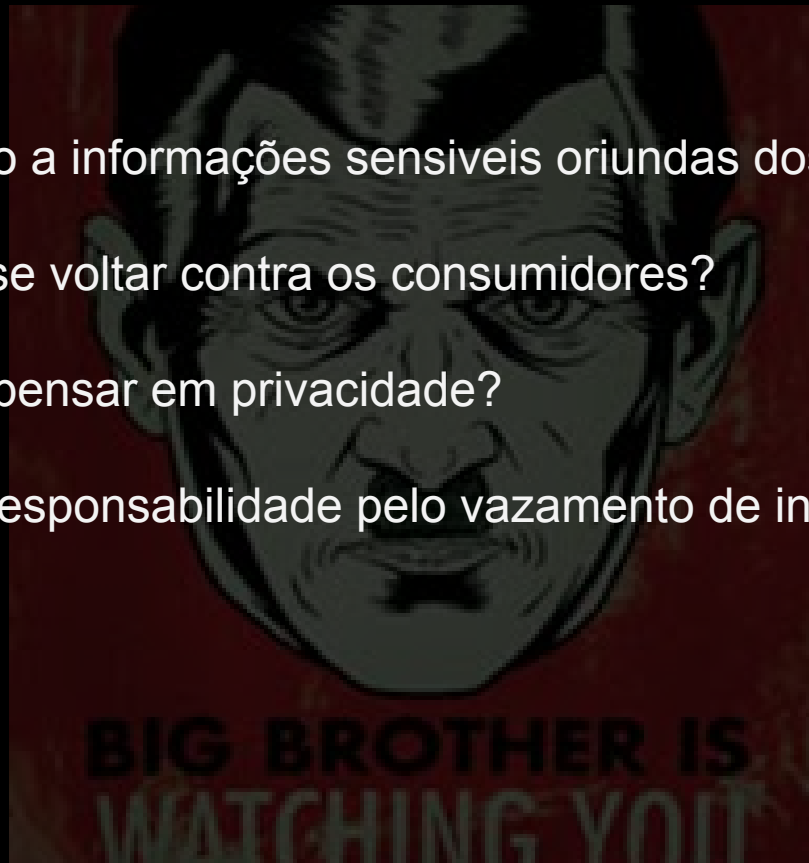 o a informações sensiveis oriundas dos
se voltar contra os consumidores?
pensar em privacidade?
esponsabilidade pelo vazamento de in
BIG BROTHER IS
WATCHING YOU